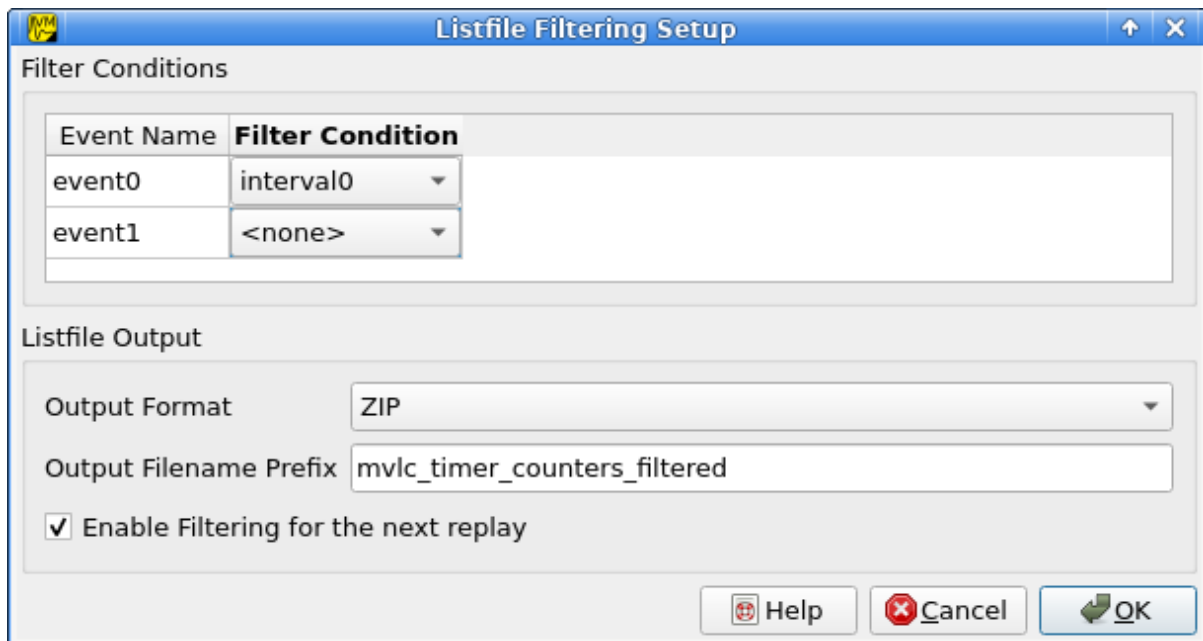 Listfile Filtering Setup
Filter Conditions
Event Name Filter Condition
event0 interval0
event1 <none>
Listfile Output
Output Format ZIP
Output Filename Prefix mvlc_timer_counters_filtered
Enable Filtering for the next replay
Help Cancel OK